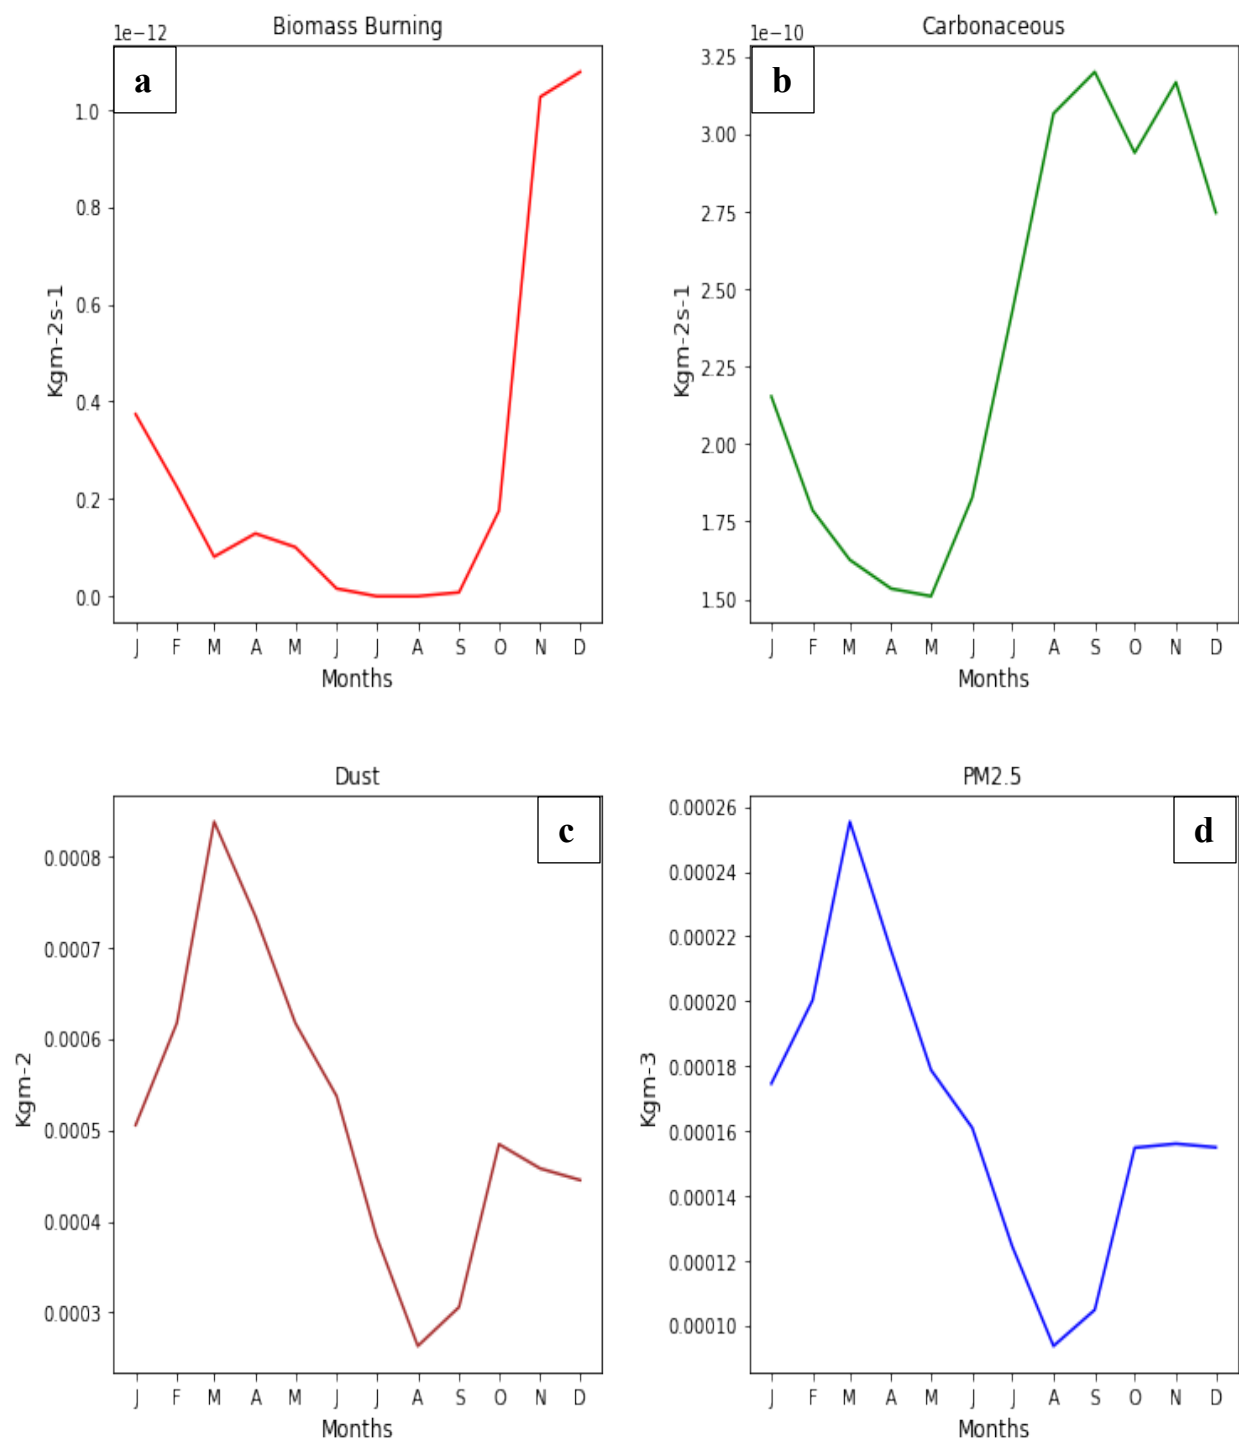 Biomass Burning
1e-12
a
1.0
0.8
0.6
0.4
0.2
0.0
Kgm-2s-1
J F M A M J J A S O N D
Months
Carbonaceous
1e-10
b
3.25
3.00
2.75
2.50
2.25
2.00
1.75
1.50
Kgm-2s-1
J F M A M J J A S O N D
Months
Dust
c
0.0008
0.0007
0.0006
0.0005
0.0004
0.0003
Kgm-2
J F M A M J J A S O N D
Months
PM2.5
d
0.00026
0.00024
0.00022
0.00020
0.00018
0.00016
0.00014
0.00012
0.00010
Kgm-3
J F M A M J J A S O N D
Months